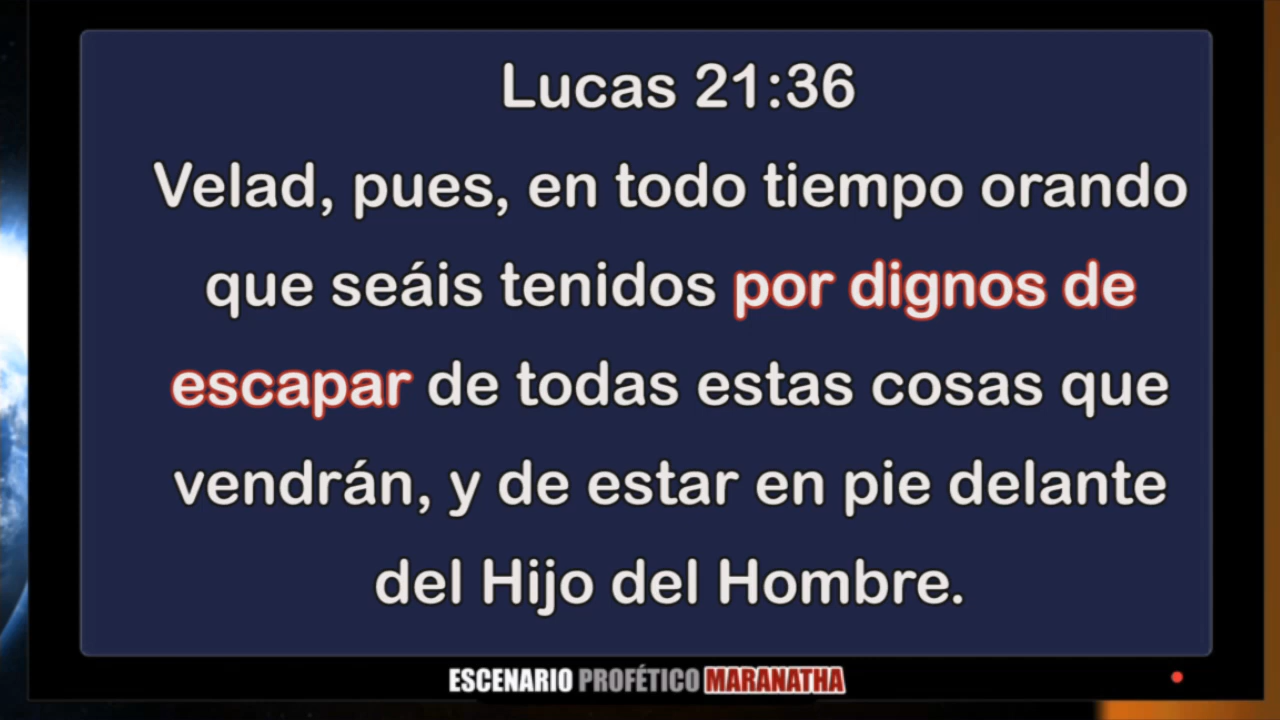 Lucas 21:36
Velad, pues, en todo tiempo orando
que seáis tenidos por dignos de
escapar de todas estas cosas que
vendrán, y de estar en pie delante
del Hijo del Hombre.
ESCENARIO PROFÉTICO MARANATHA